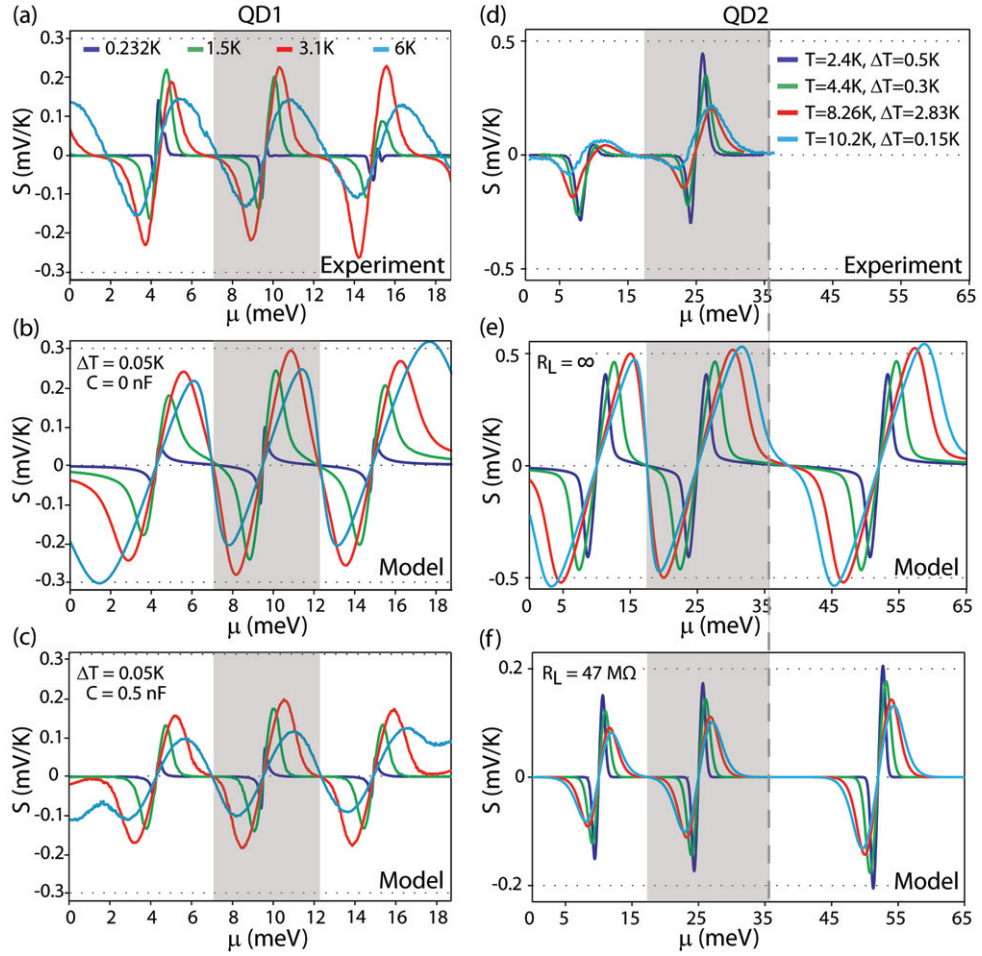 QD1
QD2
(a)
0.232K 1.5K 3.1K 6K
0.3
0.2
0.1
0
-0.1
-0.2
-0.3
S (mV/K)
Experiment
0 2 4 6 8 10 12 14 16 18
μ (meV)
(d)
T=2.4K, ΔT=0.5K
T=4.4K, ΔT=0.3K
T=8.26K, ΔT=2.83K
T=10.2K, ΔT=0.15K
0.5
0
-0.5
S (mV/K)
Experiment
5 15 25 35 45 55 65
μ (meV)
(b)
ΔT = 0.05K
C = 0 nF
0.3
0.2
0.1
0
-0.1
-0.2
-0.3
S (mV/K)
Model
0 2 4 6 8 10 12 14 16 18
μ (meV)
(e)
R_L = ∞
0.5
0
-0.5
S (mV/K)
Model
5 15 25 35 45 55 65
μ (meV)
(c)
ΔT = 0.05K
C = 0.5 nF
0.3
0.2
0.1
0
-0.1
-0.2
-0.3
S (mV/K)
Model
0 2 4 6 8 10 12 14 16 18
μ (meV)
(f)
R_L = 47 MΩ
0.2
0
-0.2
S (mV/K)
Model
5 15 25 35 45 55 65
μ (meV)